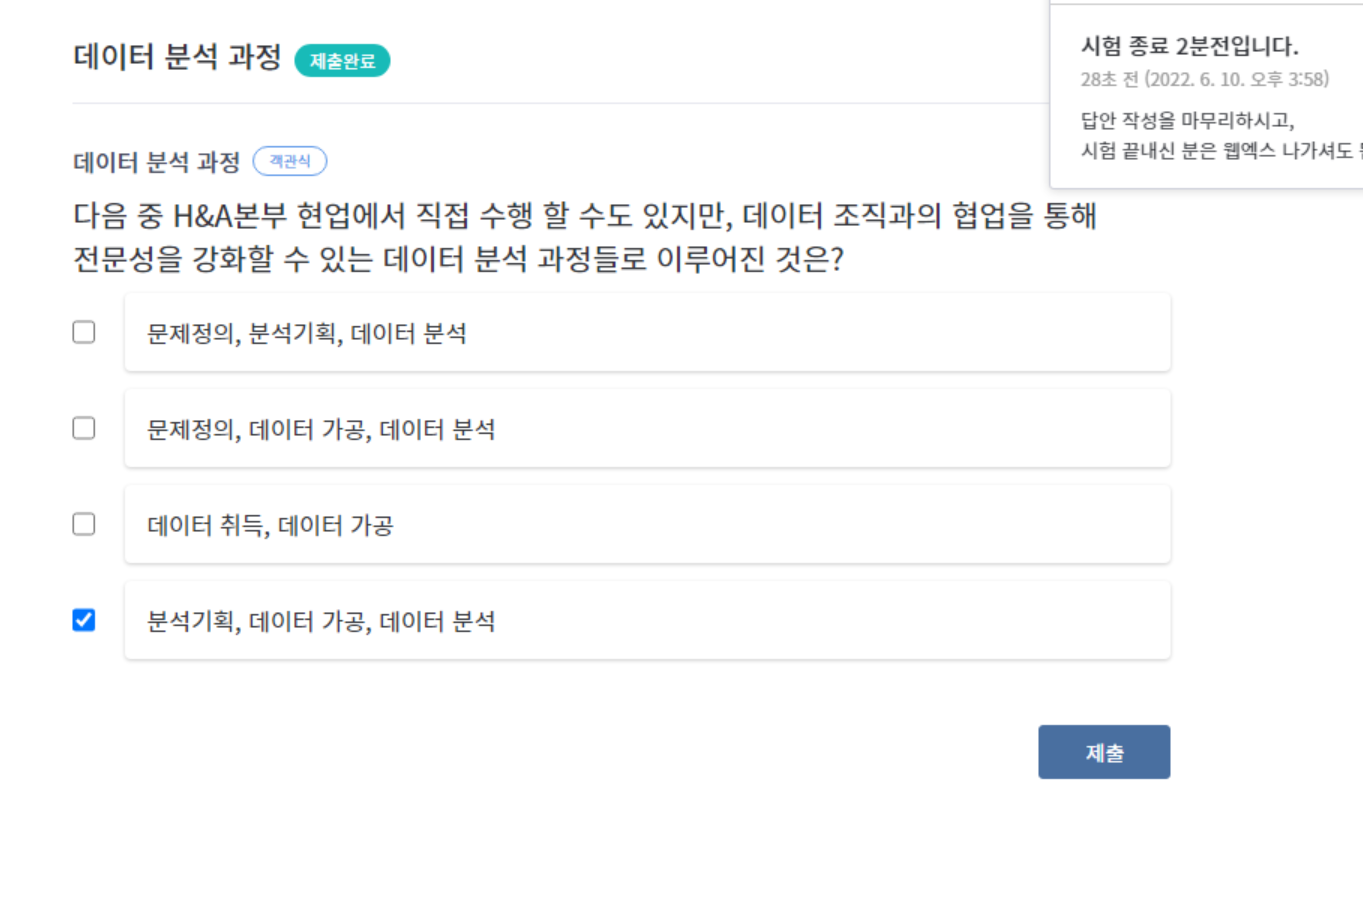 데이터 분석 과정 제출완료
시험 종료 2분전입니다.
28초 전 (2022. 6. 10. 오후 3:58)
답안 작성을 마무리하시고,
시험 끝내신 분은 웹엑스 나가셔도
데이터 분석 과정 객관식
다음 중 H&A본부 현업에서 직접 수행 할 수도 있지만, 데이터 조직과의 협업을 통해
전문성을 강화할 수 있는 데이터 분석 과정들로 이루어진 것은?
문제정의, 분석기획, 데이터 분석
문제정의, 데이터 가공, 데이터 분석
데이터 취득, 데이터 가공
분석기획, 데이터 가공, 데이터 분석
제출